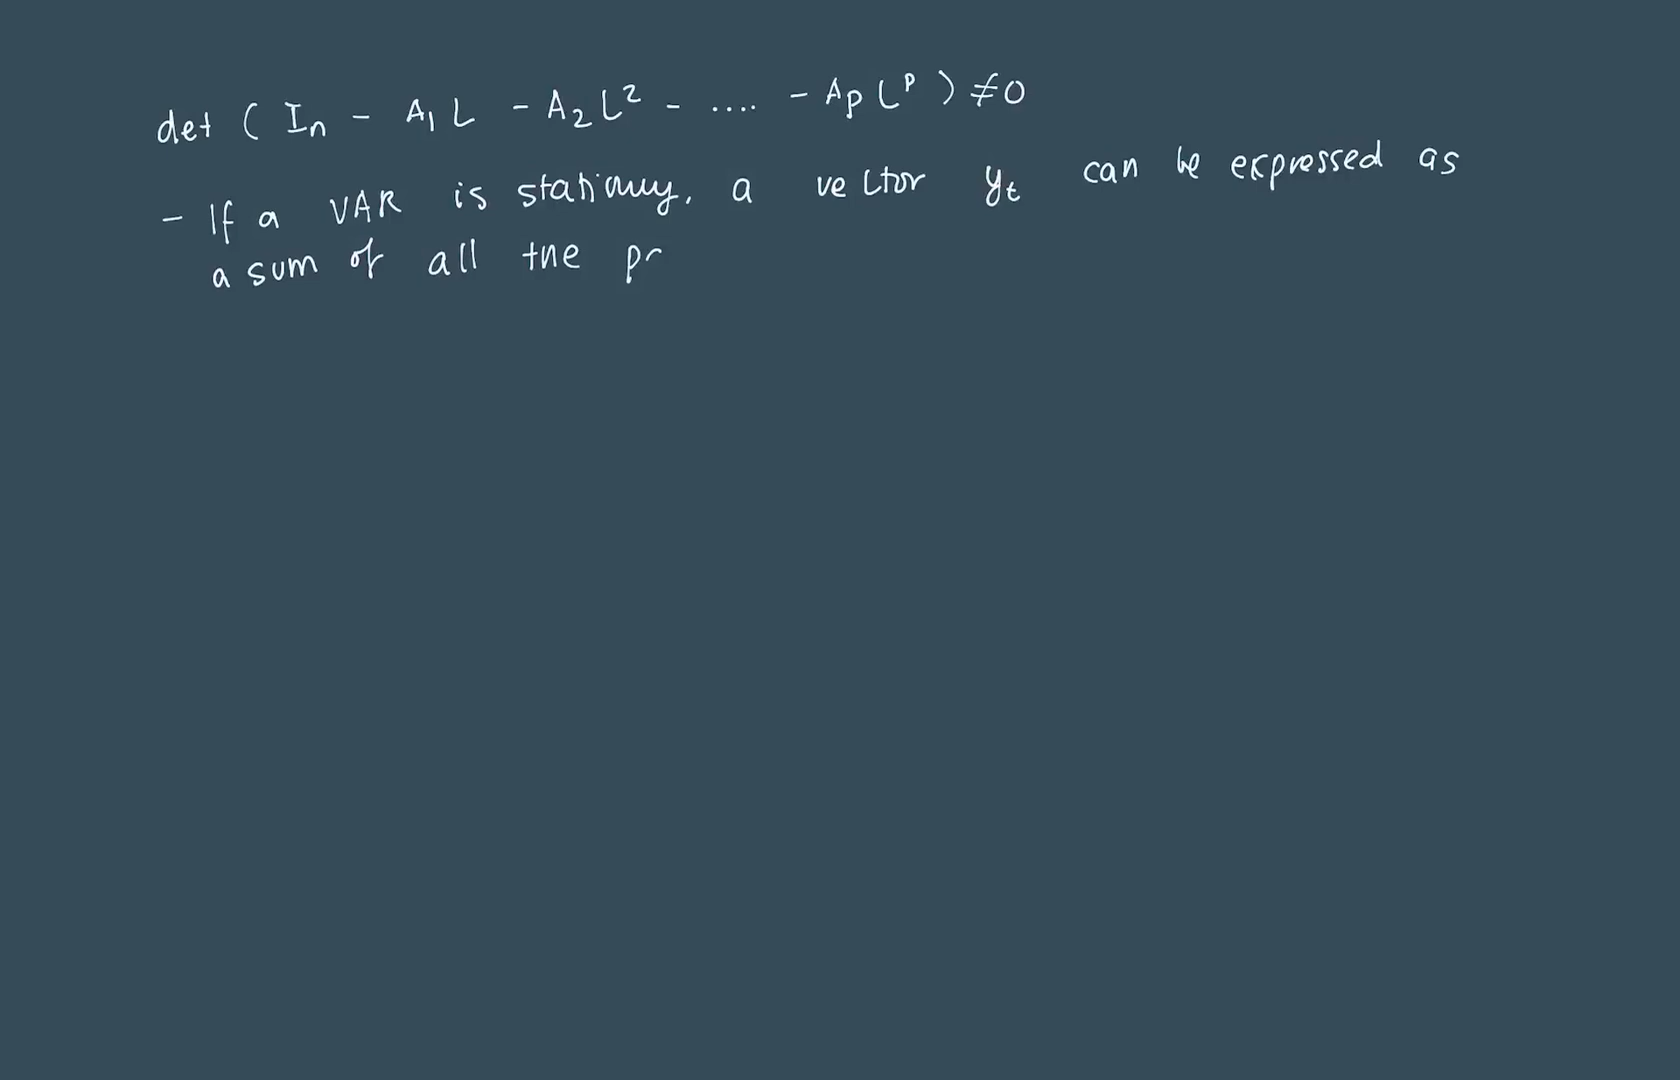 det ( Iₙ - A₁ L - A₂ L² - .... - Aₚ Lᵖ ) ≠ 0
- If a VAR is stationary, a vector yₜ can be expressed as
a sum of all the pr